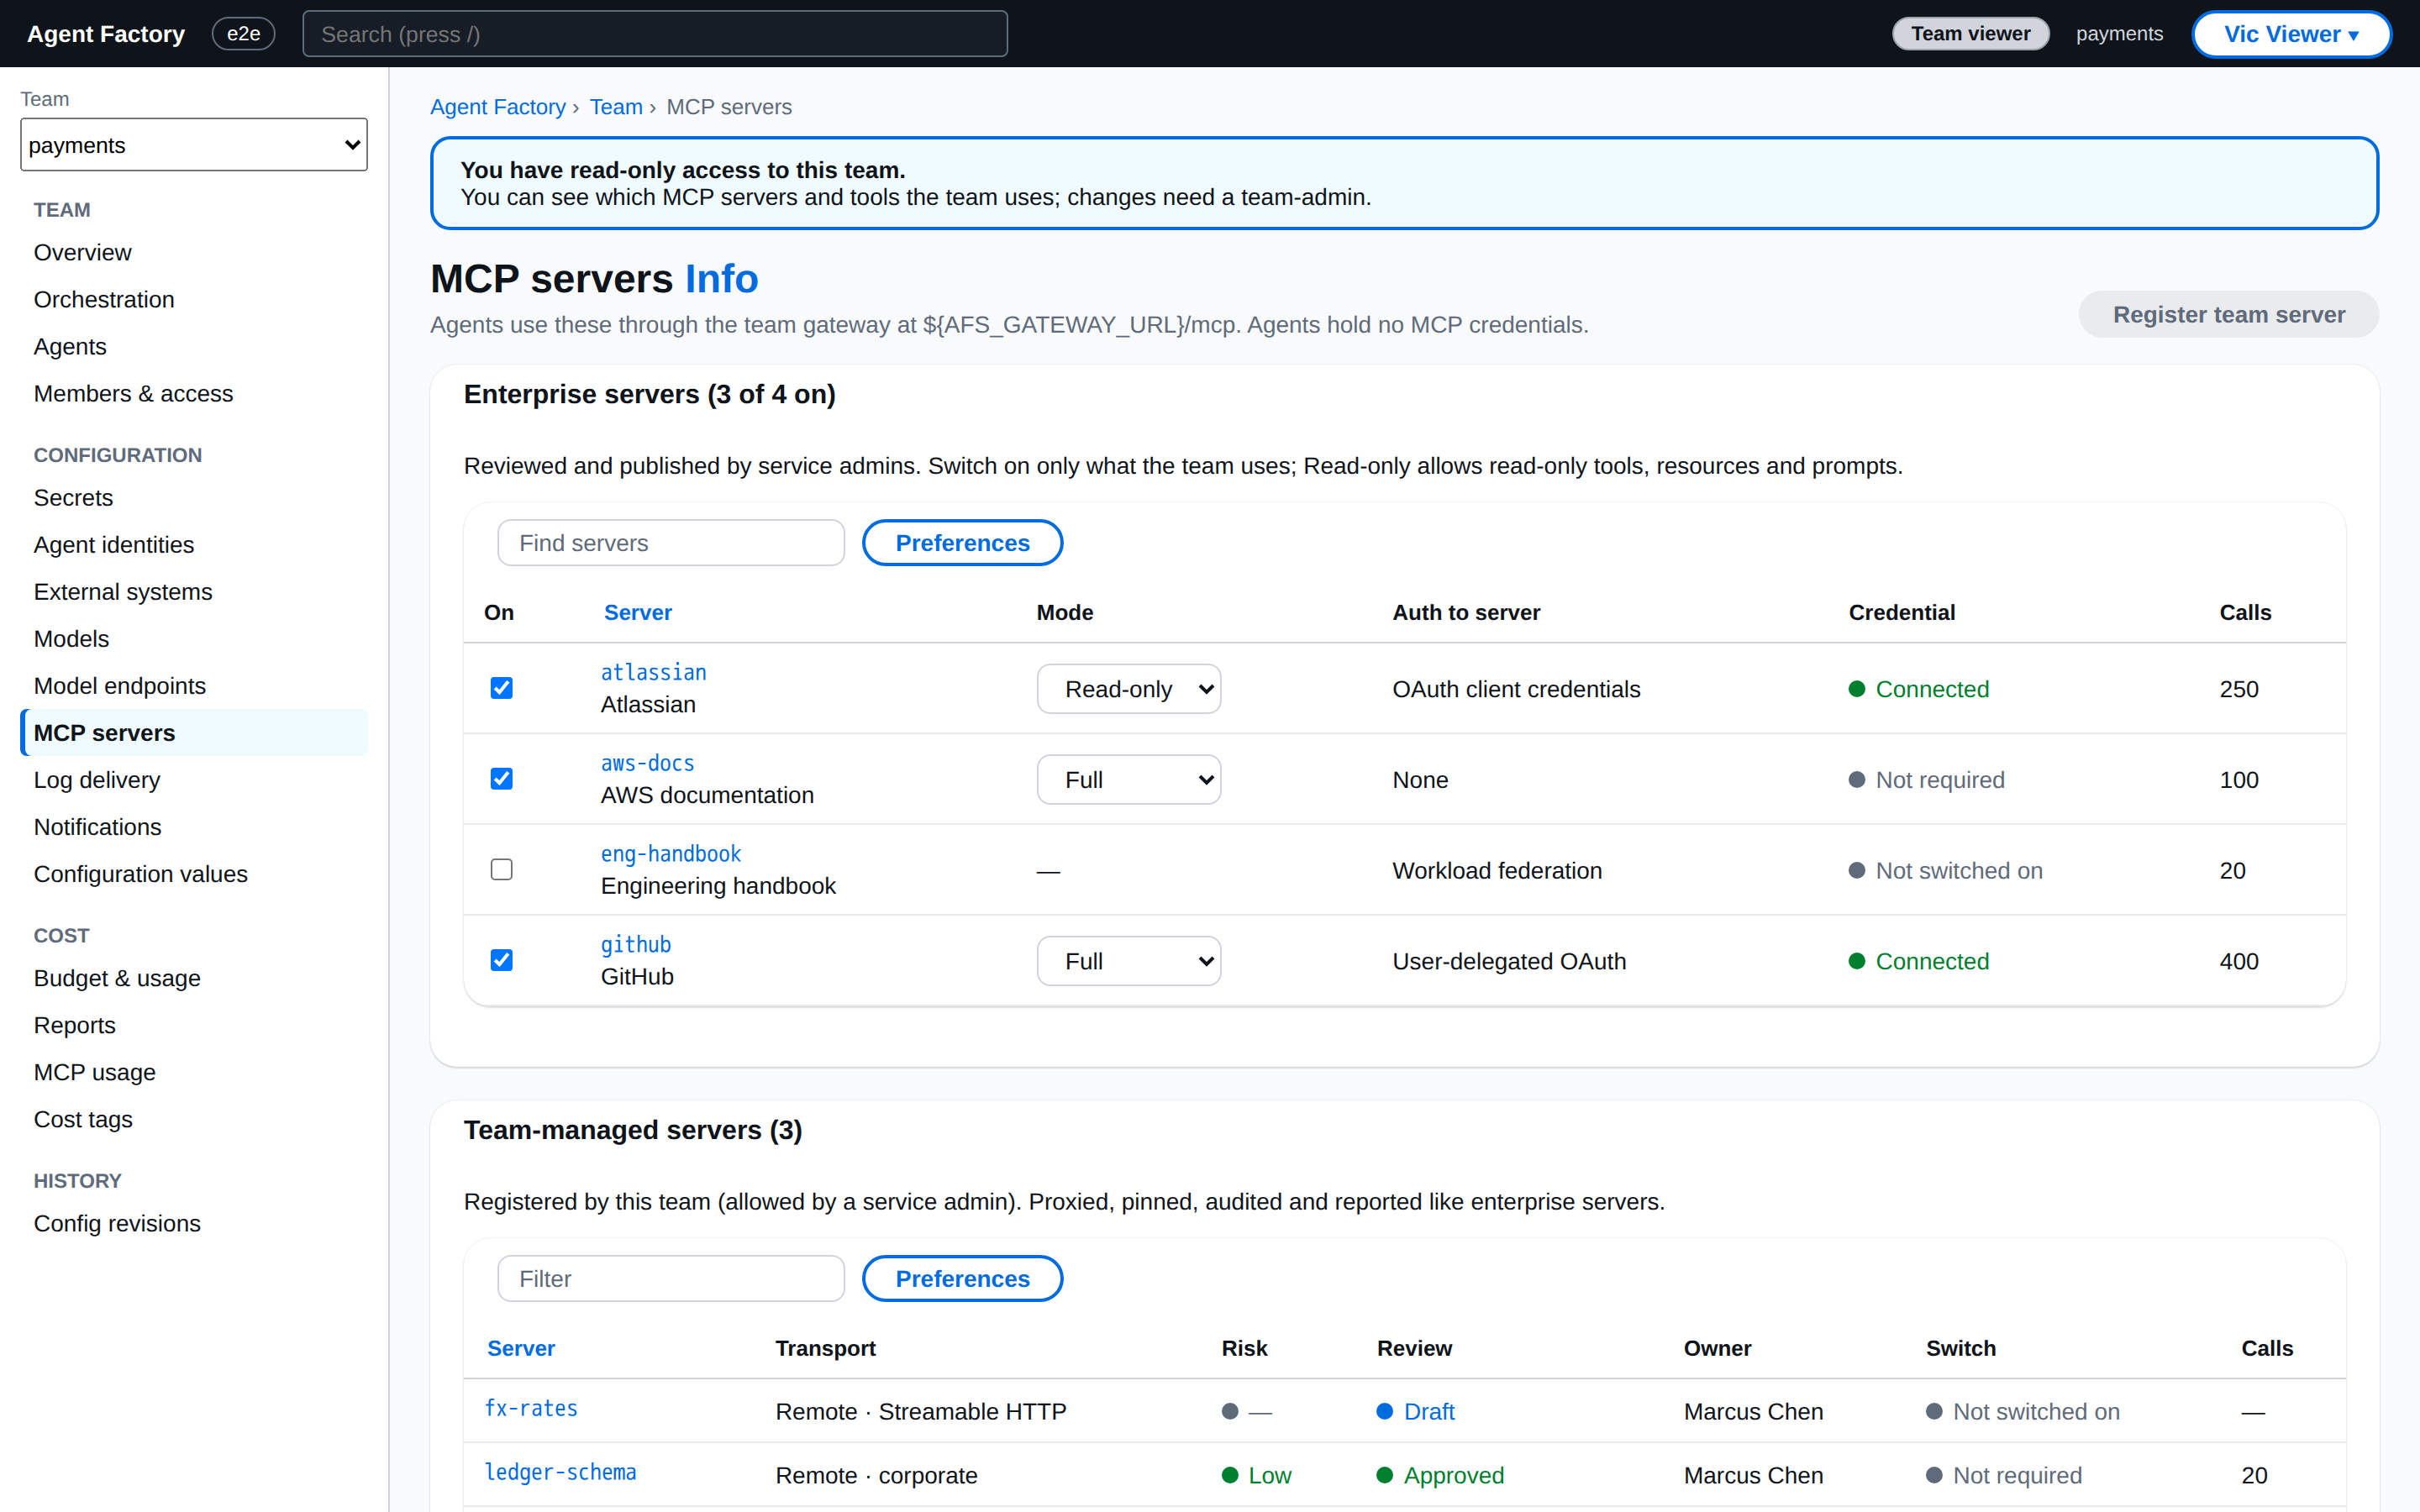 Agent Factory e2e Search (press /) Team viewer payments Vic Viewer ▾
Team
payments
TEAM
Overview
Orchestration
Agents
Members & access
CONFIGURATION
Secrets
Agent identities
External systems
Models
Model endpoints
MCP servers
Log delivery
Notifications
Configuration values
COST
Budget & usage
Reports
MCP usage
Cost tags
HISTORY
Config revisions
Agent Factory › Team › MCP servers
You have read-only access to this team.
You can see which MCP servers and tools the team uses; changes need a team-admin.
MCP servers Info
Agents use these through the team gateway at ${AFS_GATEWAY_URL}/mcp. Agents hold no MCP credentials.
Register team server
Enterprise servers (3 of 4 on)
Reviewed and published by service admins. Switch on only what the team uses; Read-only allows read-only tools, resources and prompts.
Find servers Preferences
On Server Mode Auth to server Credential Calls
atlassian
Atlassian Read-only OAuth client credentials Connected 250
aws-docs
AWS documentation Full None Not required 100
eng-handbook
Engineering handbook — Workload federation Not switched on 20
github
GitHub Full User-delegated OAuth Connected 400
Team-managed servers (3)
Registered by this team (allowed by a service admin). Proxied, pinned, audited and reported like enterprise servers.
Filter Preferences
Server Transport Risk Review Owner Switch Calls
fx-rates Remote · Streamable HTTP — Draft Marcus Chen Not switched on —
ledger-schema Remote · corporate Low Approved Marcus Chen Not required 20